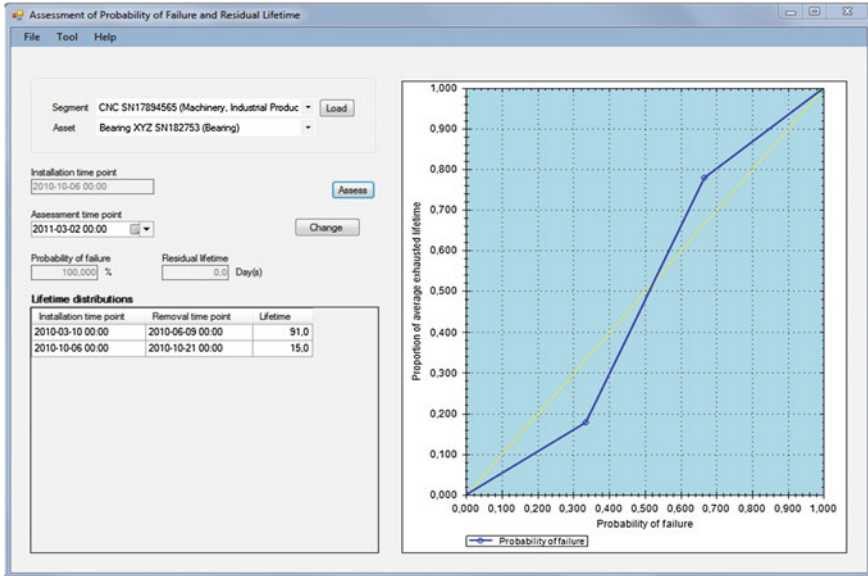 Assessment of Probability of Failure and Residual Lifetime
File Tool Help
Segment CNC SN17894565 (Machinery, Industrial Produc Load
Asset Bearing XYZ SN182753 (Bearing)
Installation time point
2010-10-06 00:00
Assess
Assessment time point
2011-03-02 00:00
Change
Probability of failure Residual lifetime
100,000 % 0,0 Day(s)
Lifetime distributions
Installation time point Removal time point Lifetime
2010-03-10 00:00 2010-06-09 00:00 91,0
2010-10-06 00:00 2010-10-21 00:00 15,0
Proportion of average exhausted lifetime
1,000
0,900
0,800
0,700
0,600
0,500
0,400
0,300
0,200
0,100
0,000
0,000 0,100 0,200 0,300 0,400 0,500 0,600 0,700 0,800 0,900 1,000
Probability of failure
Probability of failure